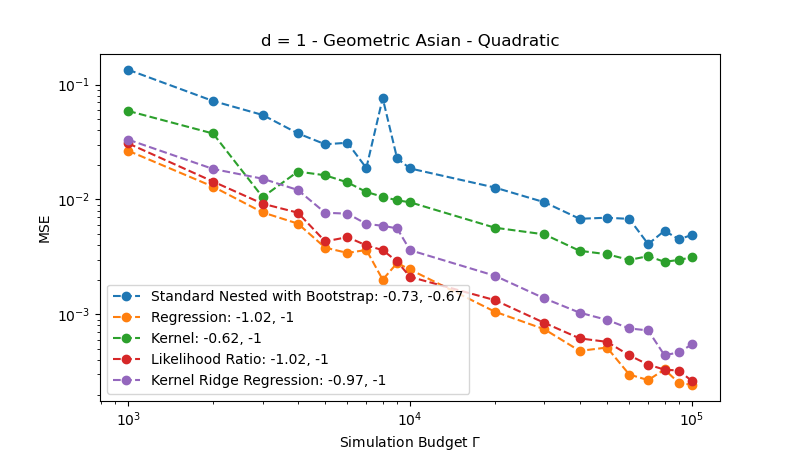 d = 1 - Geometric Asian - Quadratic
MSE
10⁻¹
10⁻²
10⁻³
Standard Nested with Bootstrap: -0.73, -0.67
Regression: -1.02, -1
Kernel: -0.62, -1
Likelihood Ratio: -1.02, -1
Kernel Ridge Regression: -0.97, -1
10³
10⁴
10⁵
Simulation Budget Γ